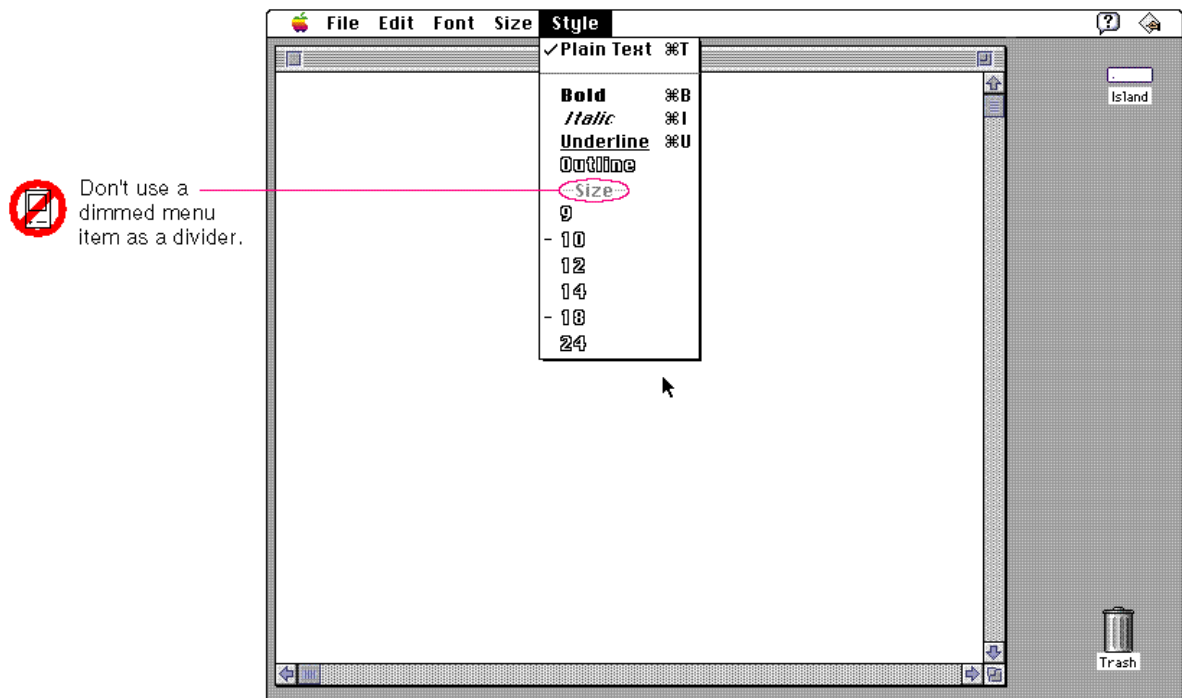 File Edit Font Size Style
✓Plain Text ⌘T
Bold ⌘B
Italic ⌘I
Underline ⌘U
Outline
Size
9
- 10
12
14
- 18
24
Don't use a
dimmed menu
item as a divider.
Island
Trash